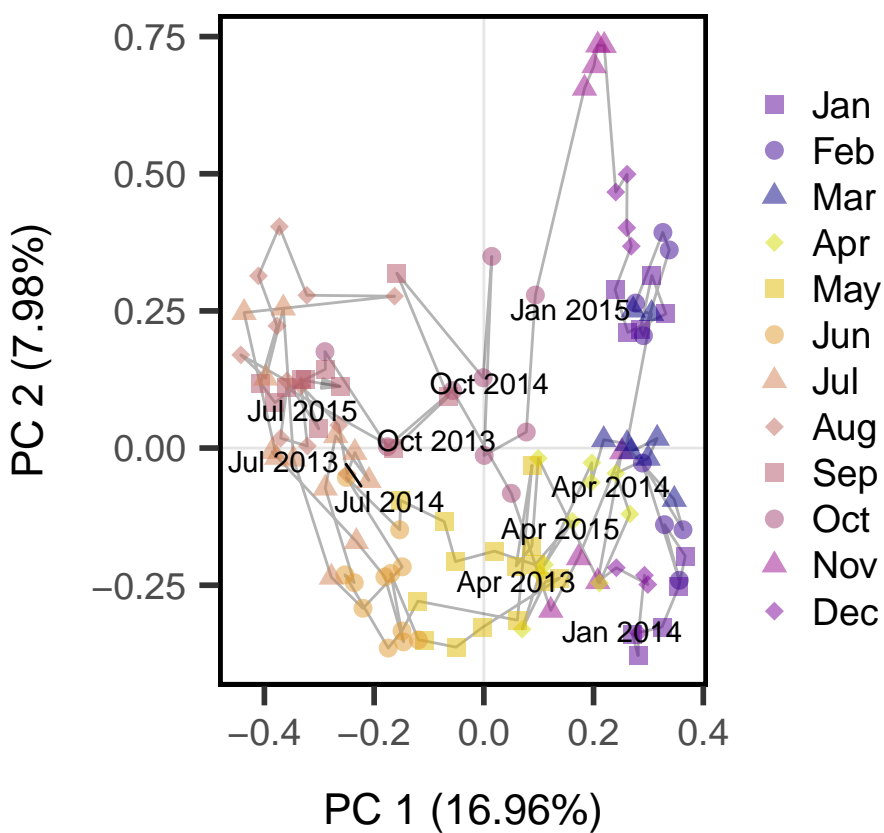 0.75
0.50
0.25
0.00
−0.25
PC 2 (7.98%)
Jan 2015
Oct 2014
Jul 2015
Oct 2013
Jul 2013
Apr 2014
Jul 2014
Apr 2015
Apr 2013
Jan 2014
−0.4
−0.2
0.0
0.2
0.4
PC 1 (16.96%)
Jan
Feb
Mar
Apr
May
Jun
Jul
Aug
Sep
Oct
Nov
Dec